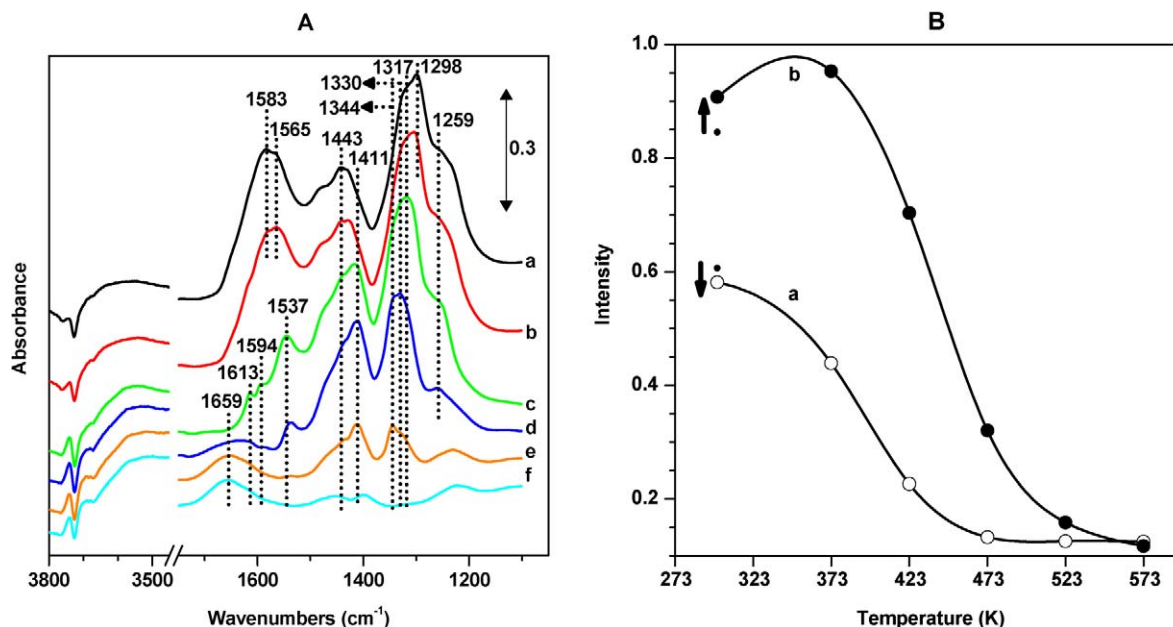 A
1317 1298
1330
1344
1583
1565
1443
1411
1259
0.3
1537
1594
1613
1659
a
b
c
d
e
f
Absorbance
3800 3500 1600 1400 1200
Wavenumbers (cm-1)
B
1.0
0.8
0.6
0.4
0.2
b
a
Intensity
273 323 373 423 473 523 573
Temperature (K)